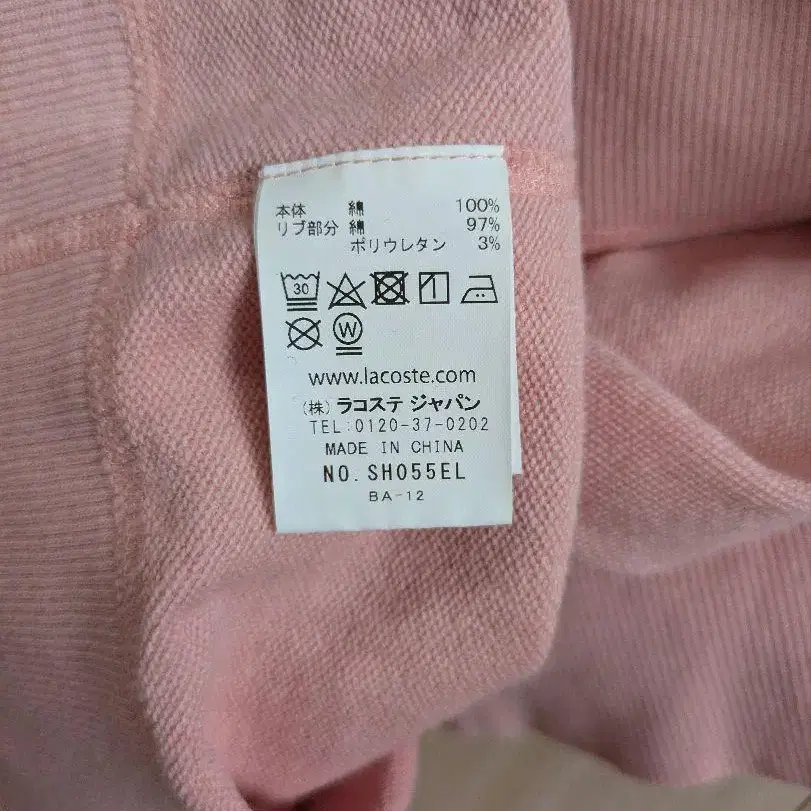 本体 綿 100%
リブ部分 綿 97%
ポリウレタン 3%
30
W
www.lacoste.com
(株) ラコステ ジャパン
TEL:0120-37-0202
MADE IN CHINA
NO. SH055EL
BA-12